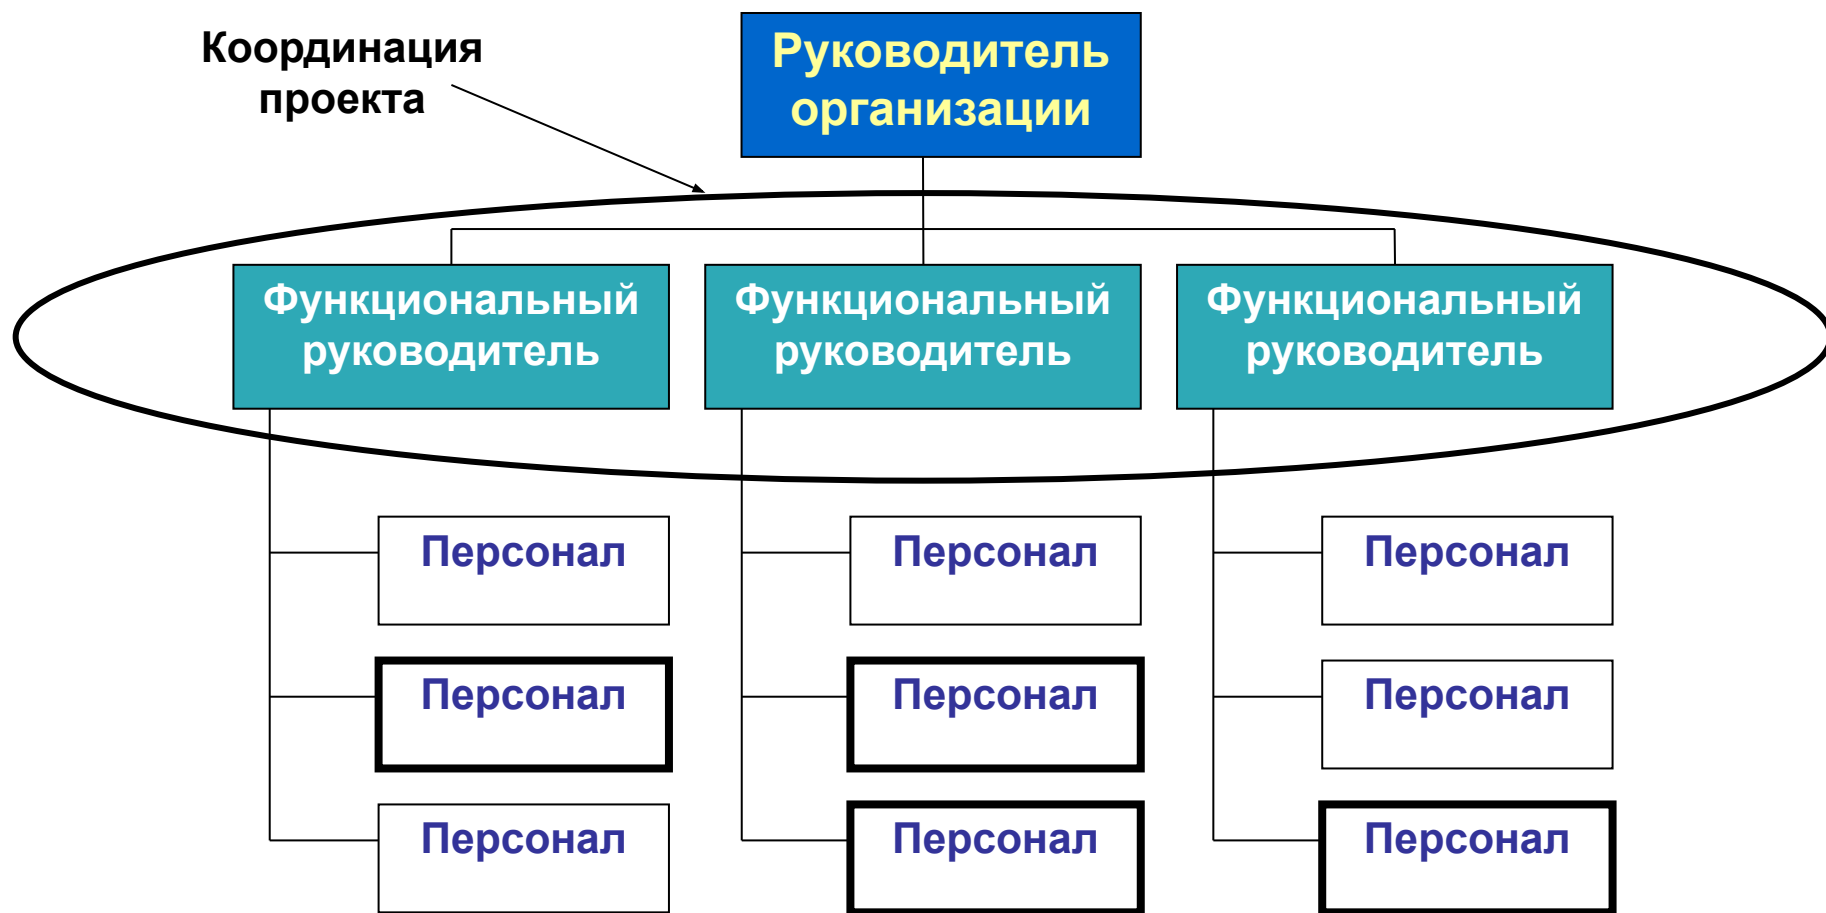 Координация
проекта
Руководитель
организации
Функциональный
руководитель
Функциональный
руководитель
Функциональный
руководитель
Персонал
Персонал
Персонал
Персонал
Персонал
Персонал
Персонал
Персонал
Персонал